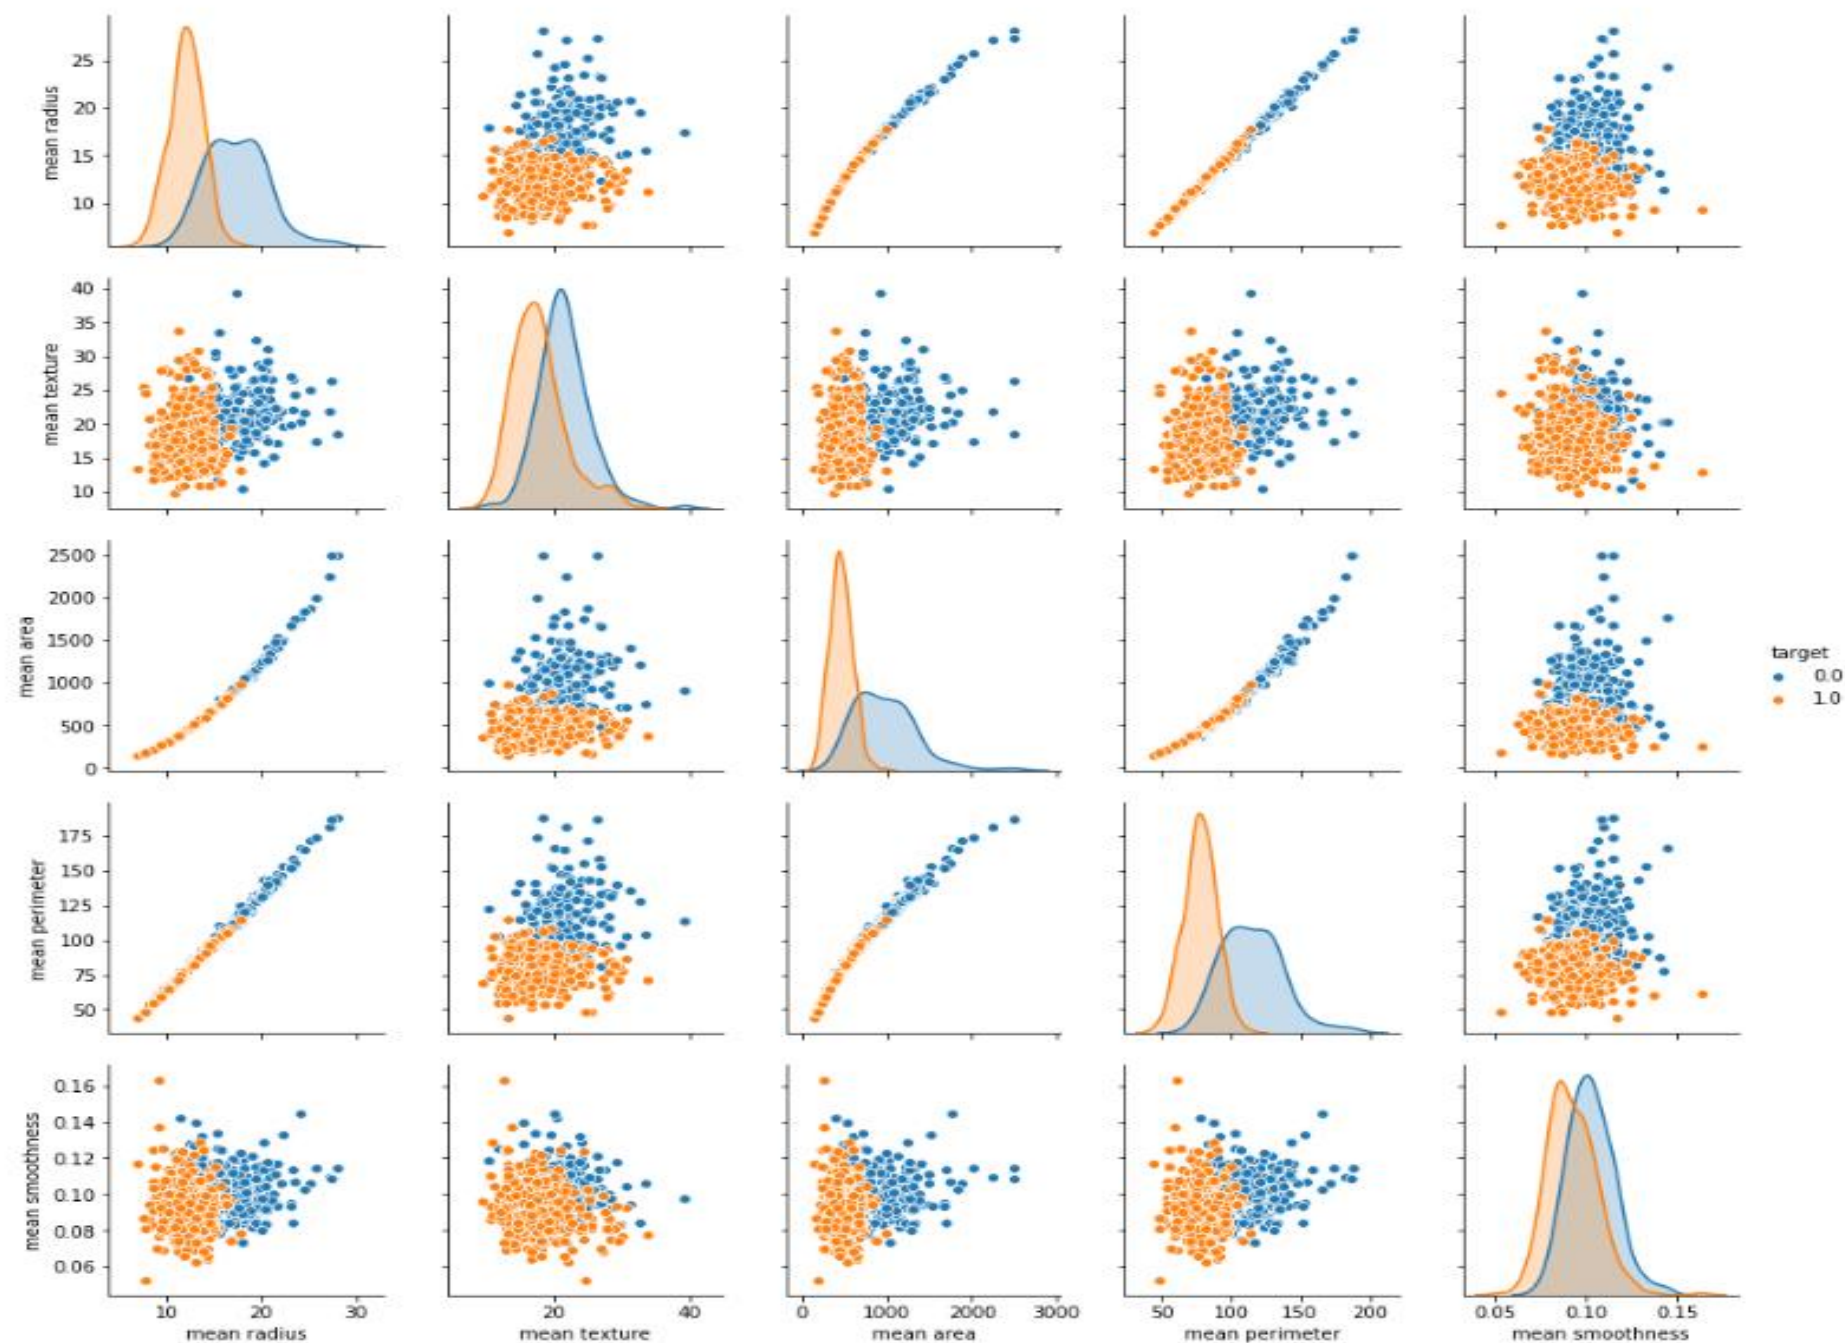 mean radius
25
20
15
10
mean texture
40
35
30
25
20
15
10
mean area
2500
2000
1500
1000
500
0
target
0.0
1.0
mean perimeter
175
150
125
100
75
50
mean smoothness
0.16
0.14
0.12
0.10
0.08
0.06
10 20 30
20 40
0 1000 2000 3000
50 100 150 200
0.05 0.10 0.15
mean radius
mean texture
mean area
mean perimeter
mean smoothness